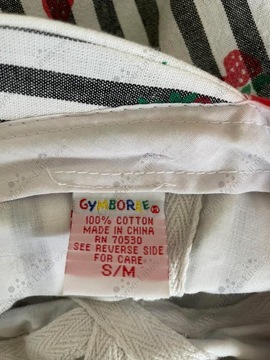 GYMBOREE®
100% COTTON
MADE IN CHINA
RN 70530
SEE REVERSE SIDE
FOR CARE
S/M